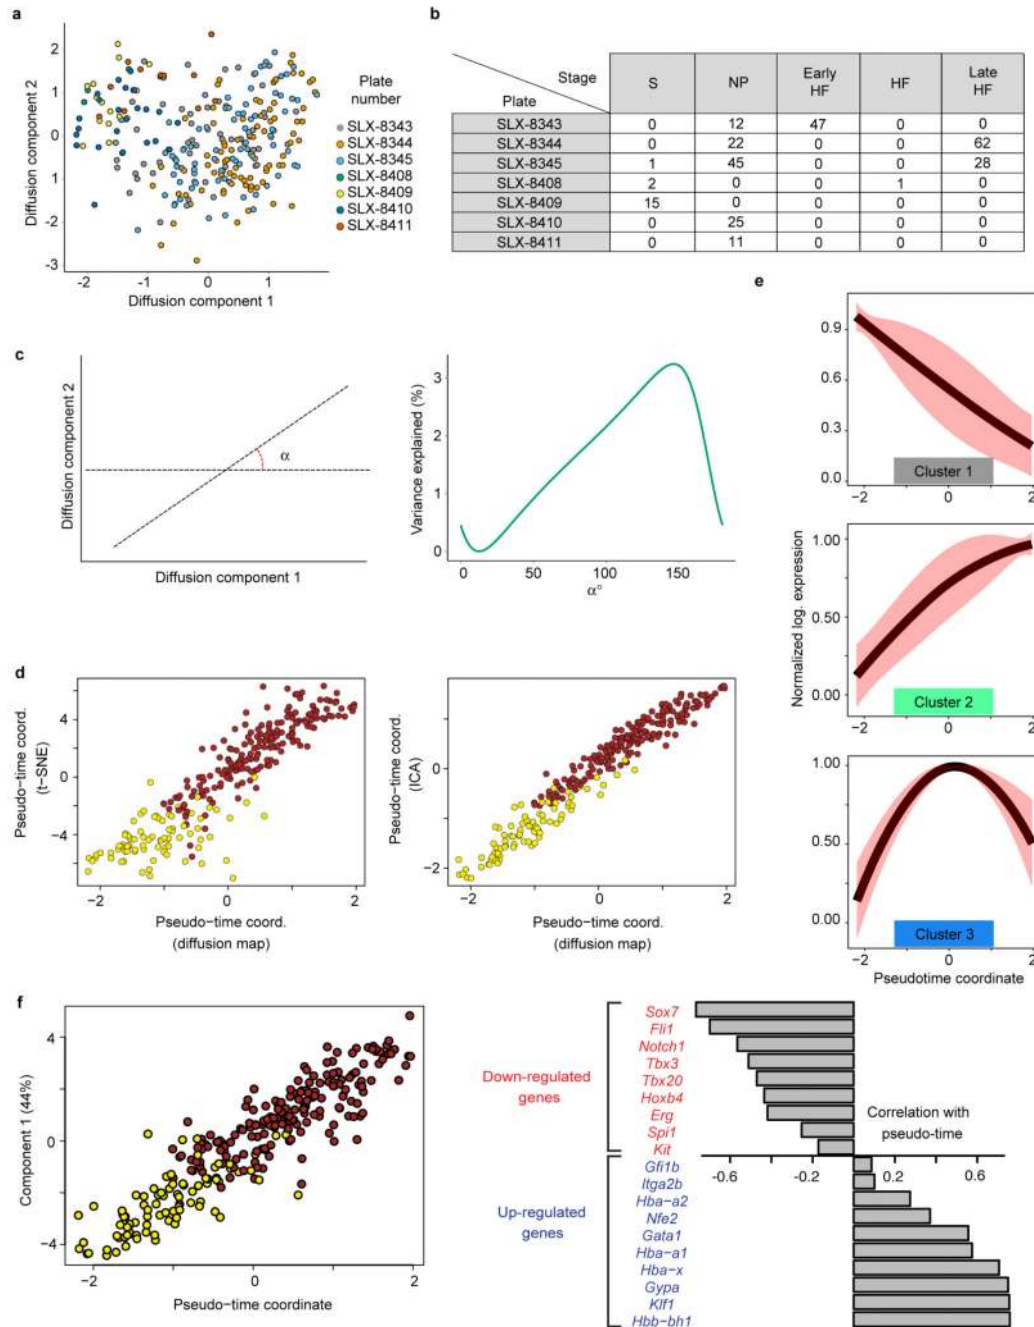 a
Diffusion component 2
2
1
0
-1
-2
-3
-2
-1
0
1
Diffusion component 1
Plate
number
SLX-8343
SLX-8344
SLX-8345
SLX-8408
SLX-8409
SLX-8410
SLX-8411
b
Stage
Plate
S
NP
Early
HF
HF
Late
HF
SLX-8343 0 12 47 0 0
SLX-8344 0 22 0 0 62
SLX-8345 1 45 0 0 28
SLX-8408 2 0 0 1 0
SLX-8409 15 0 0 0 0
SLX-8410 0 25 0 0 0
SLX-8411 0 11 0 0 0
c
Diffusion component 2
α
Diffusion component 1
Variance explained (%)
3
2
1
0
0 50 100 150
α°
d
Pseudo-time coord.
(t-SNE)
4
0
−4
−2 0 2
Pseudo-time coord.
(diffusion map)
Pseudo-time coord.
(ICA)
0
−2
−2 −1 0 1 2
Pseudo-time coord.
(diffusion map)
e
Normalized log. expression
0.9
0.6
0.3
0.0
Cluster 1
−2 0 2
1.00
0.50
0.00
Cluster 2
−2 0 2
1.00
0.50
0.00
Cluster 3
−2 0 2
Pseudotime coordinate
f
Component 1 (44%)
4
0
−4
−2 0 2
Pseudo-time coordinate
Down-regulated
genes
Sox7
Fli1
Notch1
Tbx3
Tbx20
Hoxb4
Erg
Spi1
Kit
Up-regulated
genes
Gfi1b
Itga2b
Hba−a2
Nfe2
Gata1
Hba−a1
Hba−x
Gypa
Klf1
Hbb−bh1
Correlation with
pseudo-time
-0.6 -0.2 0.2 0.6